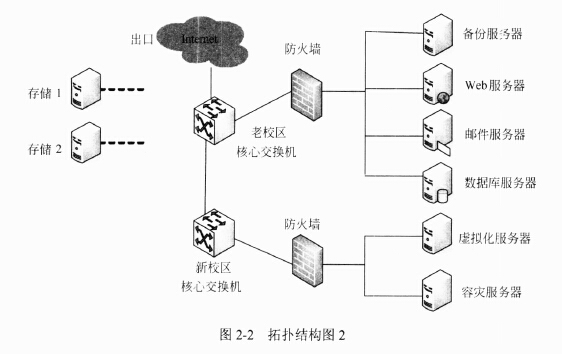 出口
Internet
防火墙
备份服务器
存储 1
Web服务器
老校区
核心交换机
邮件服务器
存储 2
数据库服务器
防火墙
虚拟化服务器
新校区
核心交换机
容灾服务器
图 2-2 拓扑结构图 2